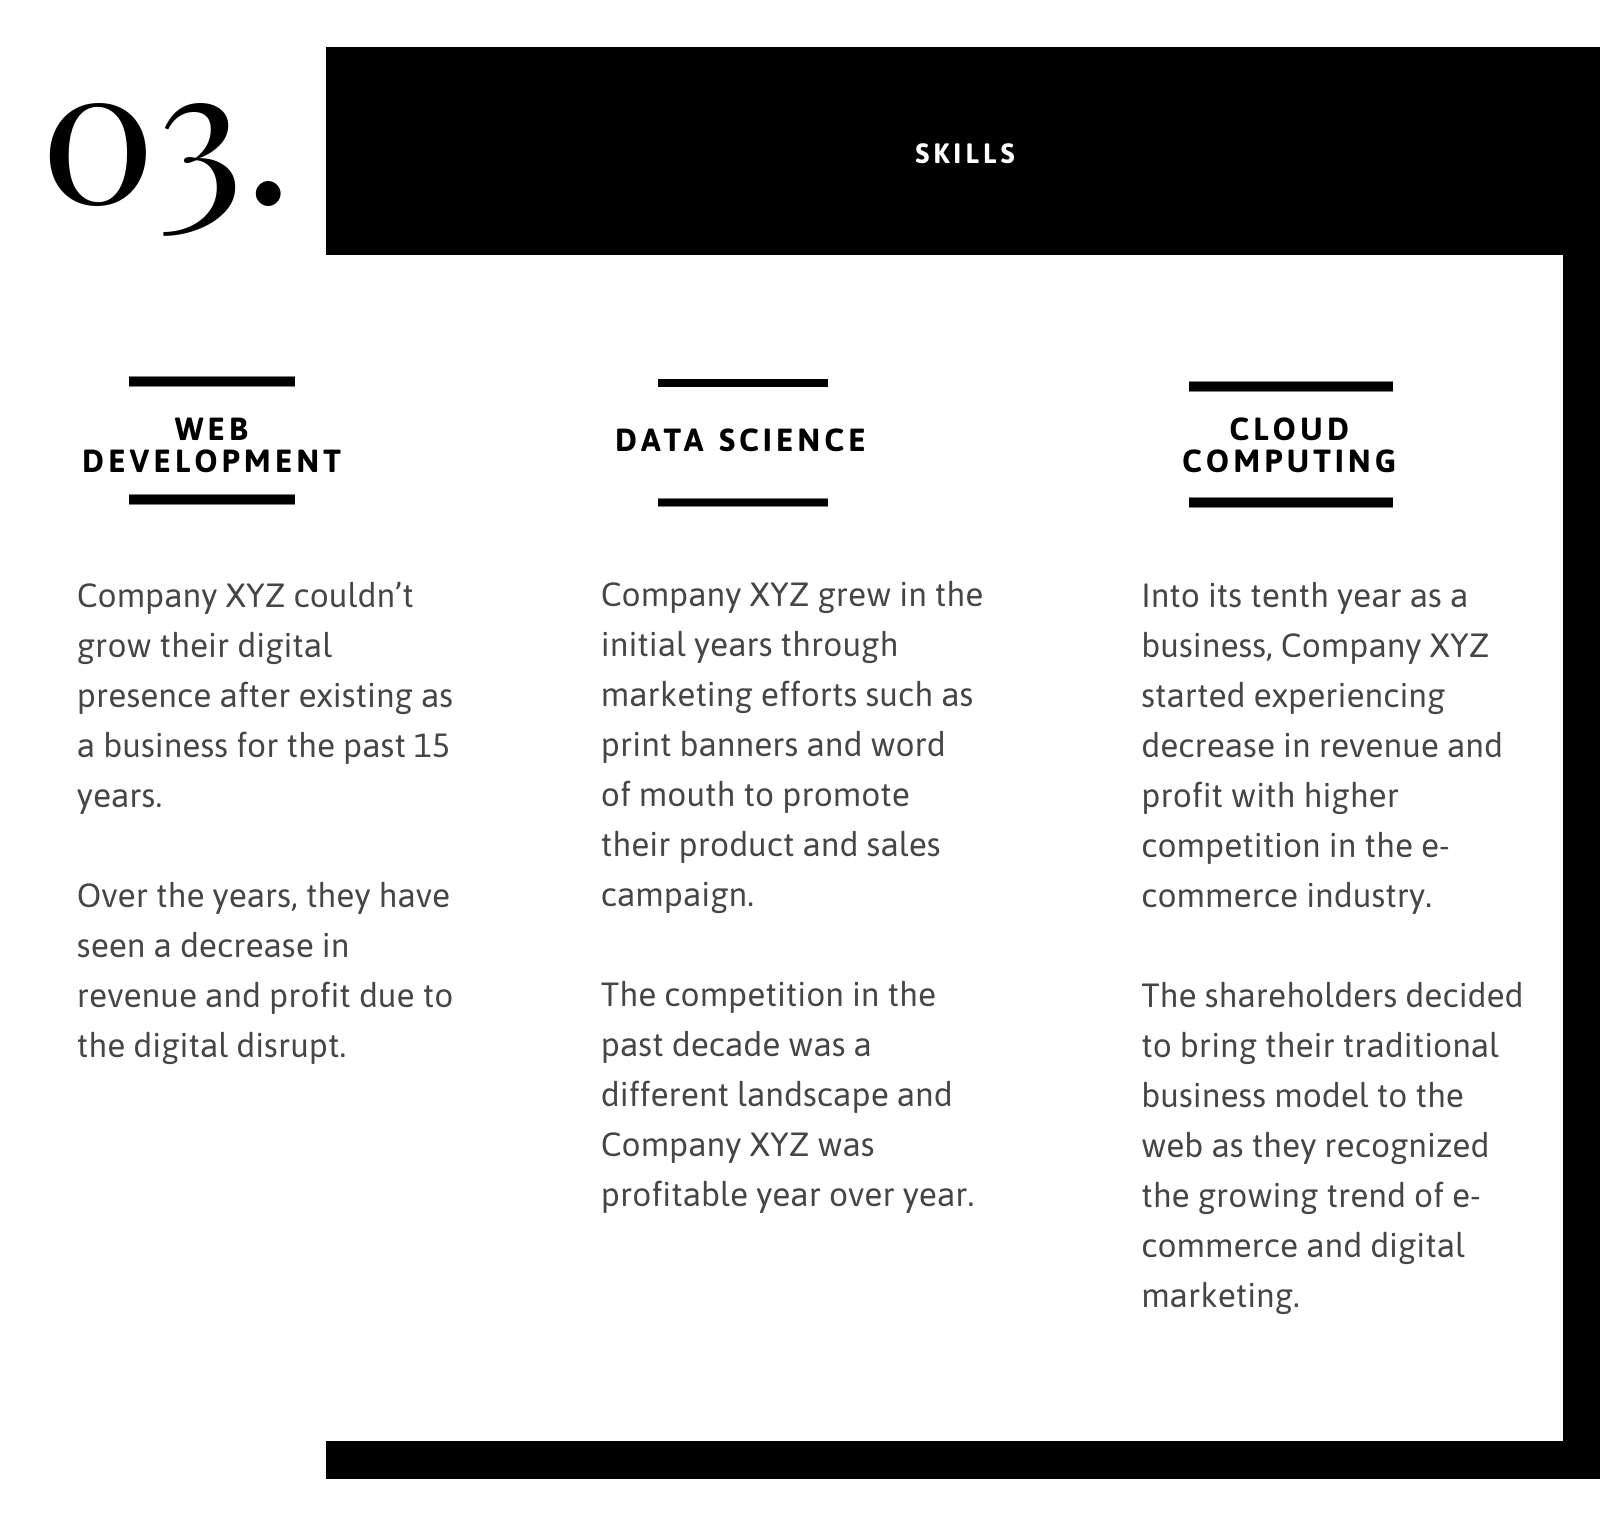 03.
SKILLS
WEB
DEVELOPMENT
Company XYZ couldn’t
grow their digital
presence after existing as
a business for the past 15
years.
Over the years, they have
seen a decrease in
revenue and profit due to
the digital disrupt.
DATA SCIENCE
Company XYZ grew in the
initial years through
marketing efforts such as
print banners and word
of mouth to promote
their product and sales
campaign.
The competition in the
past decade was a
different landscape and
Company XYZ was
profitable year over year.
CLOUD
COMPUTING
Into its tenth year as a
business, Company XYZ
started experiencing
decrease in revenue and
profit with higher
competition in the e-
commerce industry.
The shareholders decided
to bring their traditional
business model to the
web as they recognized
the growing trend of e-
commerce and digital
marketing.